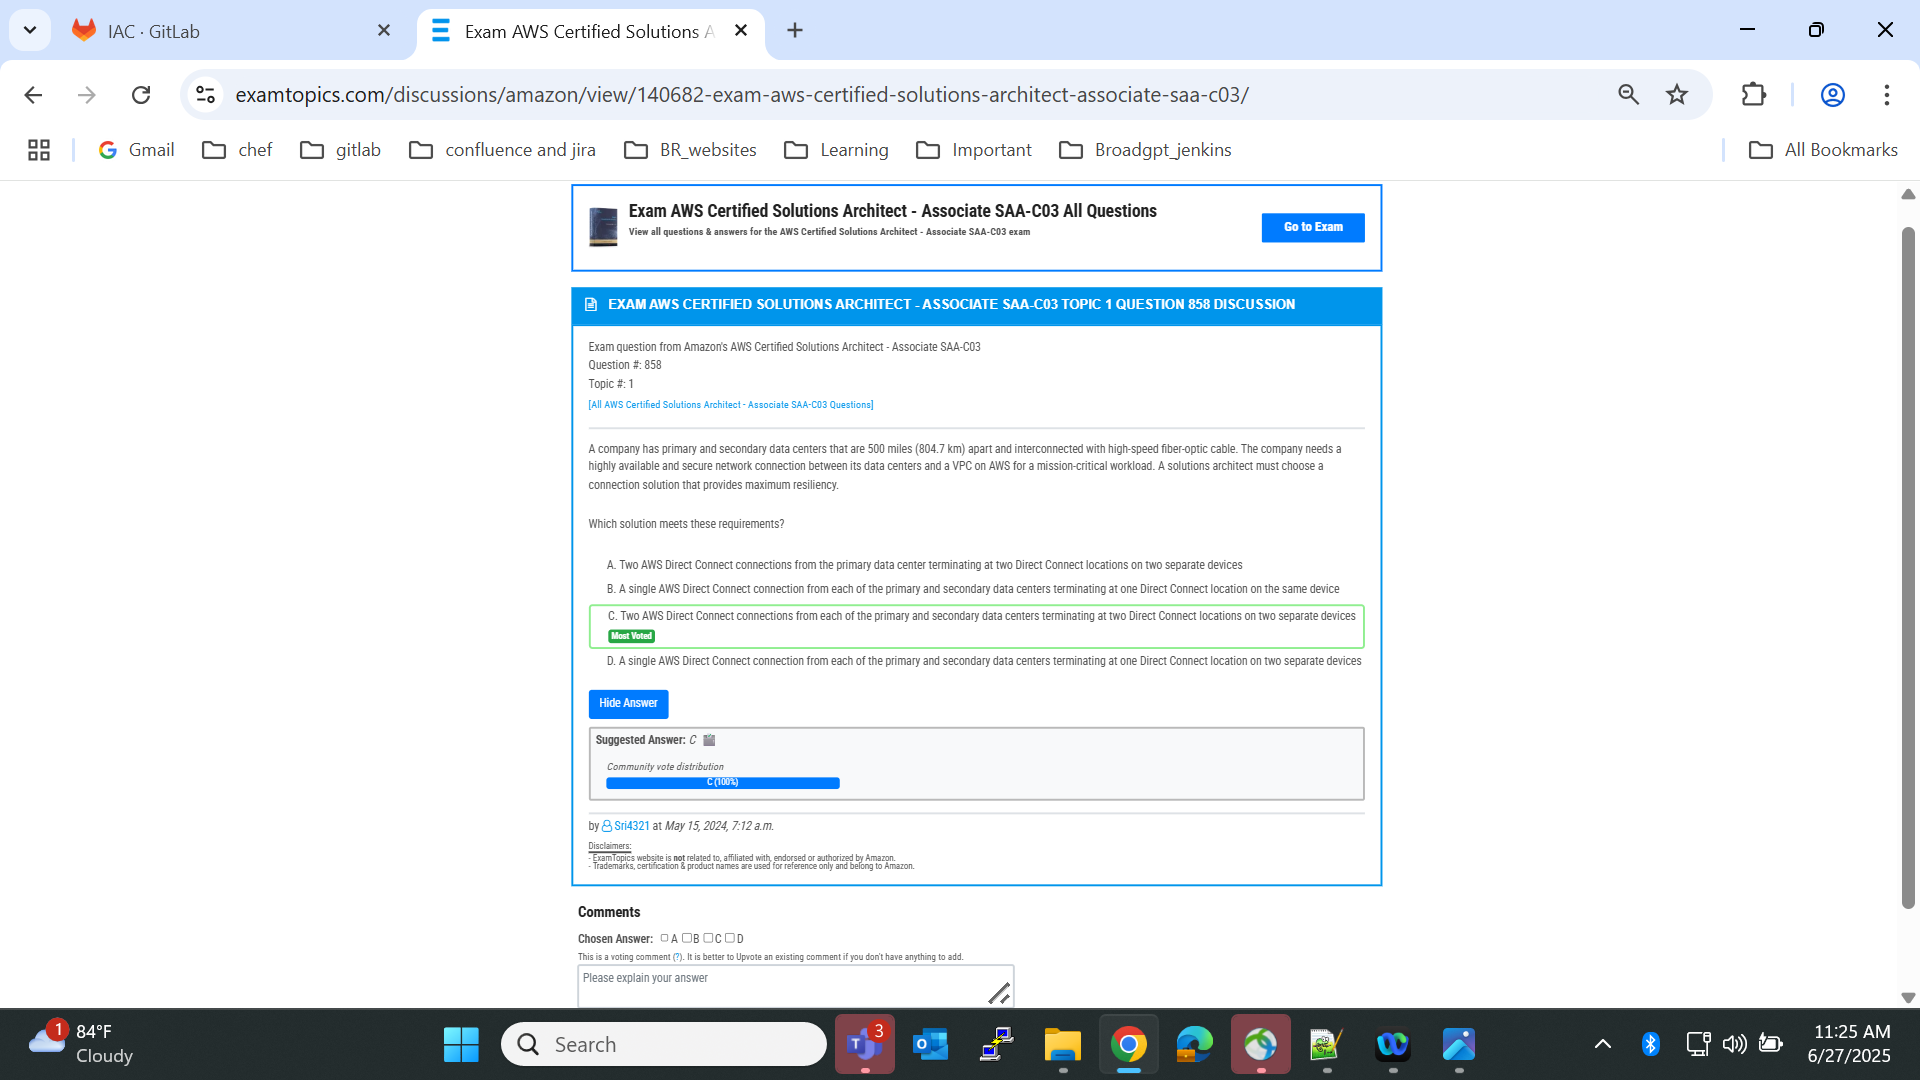 IAC · GitLab
Exam AWS Certified Solutions A
examtopics.com/discussions/amazon/view/140682-exam-aws-certified-solutions-architect-associate-saa-c03/
Gmail
chef
gitlab
confluence and jira
BR_websites
Learning
Important
Broadgpt_jenkins
All Bookmarks
Exam AWS Certified Solutions Architect - Associate SAA-C03 All Questions
View all questions & answers for the AWS Certified Solutions Architect - Associate SAA-C03 exam
Go to Exam
EXAM AWS CERTIFIED SOLUTIONS ARCHITECT - ASSOCIATE SAA-C03 TOPIC 1 QUESTION 858 DISCUSSION
Exam question from Amazon's AWS Certified Solutions Architect - Associate SAA-C03
Question #: 858
Topic #: 1
[All AWS Certified Solutions Architect - Associate SAA-C03 Questions]
A company has primary and secondary data centers that are 500 miles (804.7 km) apart and interconnected with high-speed fiber-optic cable. The company needs a
highly available and secure network connection between its data centers and a VPC on AWS for a mission-critical workload. A solutions architect must choose a
connection solution that provides maximum resiliency.
Which solution meets these requirements?
A. Two AWS Direct Connect connections from the primary data center terminating at two Direct Connect locations on two separate devices
B. A single AWS Direct Connect connection from each of the primary and secondary data centers terminating at one Direct Connect location on the same device
C. Two AWS Direct Connect connections from each of the primary and secondary data centers terminating at two Direct Connect locations on two separate devices
Most Voted
D. A single AWS Direct Connect connection from each of the primary and secondary data centers terminating at one Direct Connect location on two separate devices
Hide Answer
Suggested Answer: C
Community vote distribution
C (100%)
by Sri4321 at May 15, 2024, 7:12 a.m.
Disclaimers:
- ExamTopics website is not related to, affiliated with, endorsed or authorized by Amazon.
- Trademarks, certification & product names are used for reference only and belong to Amazon.
Comments
Chosen Answer: A B C D
This is a voting comment (?). It is better to Upvote an existing comment if you don't have anything to add.
Please explain your answer
1
84°F
Cloudy
Search
3
11:25 AM
6/27/2025